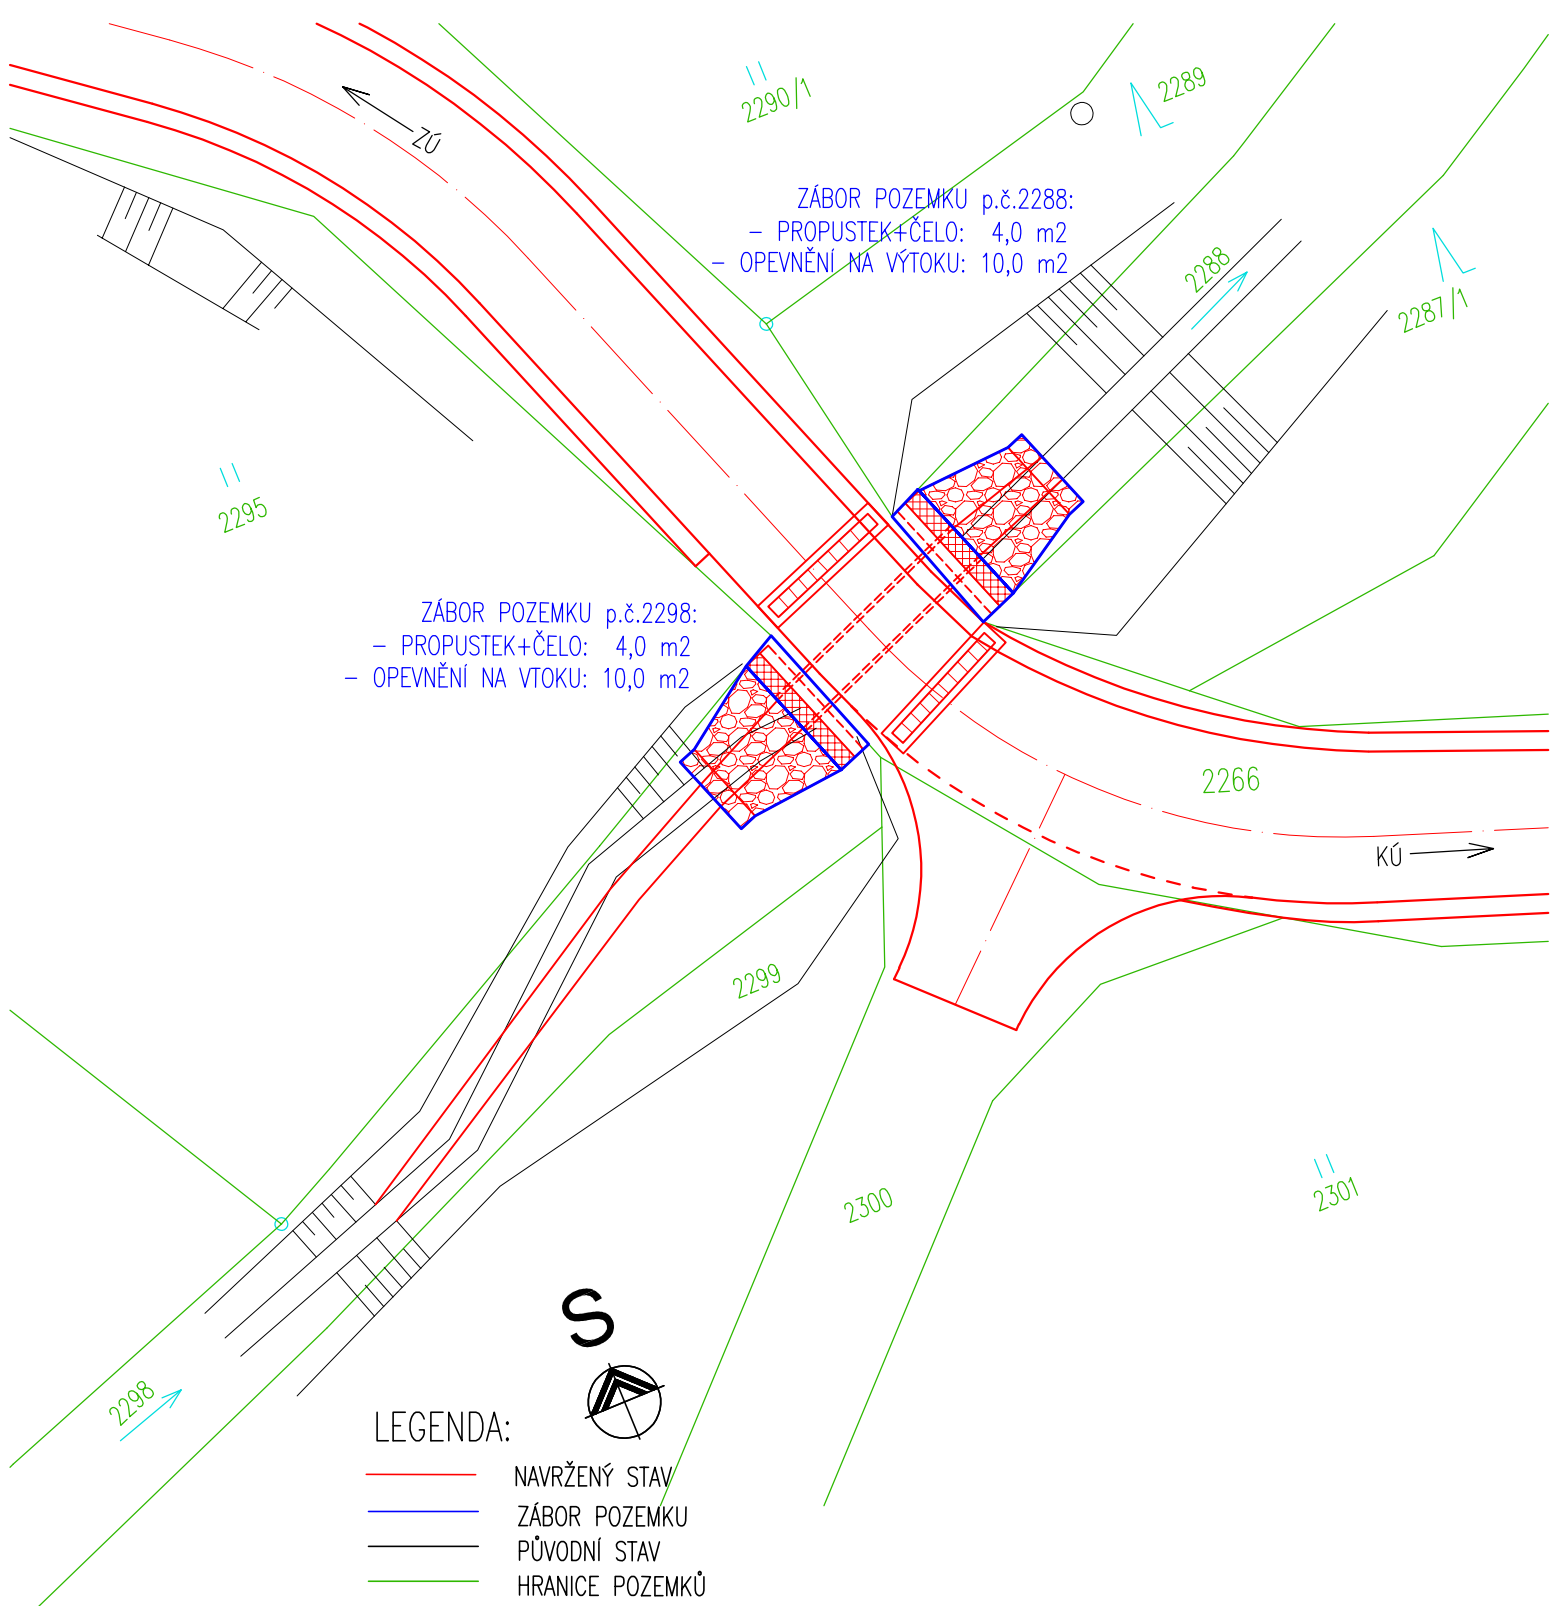 2290/1
2289
ZÚ
ZÁBOR POZEMKU p.č.2288:
– PROPUSTEK+ČELO: 4,0 m2
– OPEVNĚNÍ NA VÝTOKU: 10,0 m2
2288
2287/1
2295
ZÁBOR POZEMKU p.č.2298:
– PROPUSTEK+ČELO: 4,0 m2
– OPEVNĚNÍ NA VTOKU: 10,0 m2
2266
KÚ
2299
2300
2301
S
2298
LEGENDA:
NAVRŽENÝ STAV
ZÁBOR POZEMKU
PŮVODNÍ STAV
HRANICE POZEMKŮ